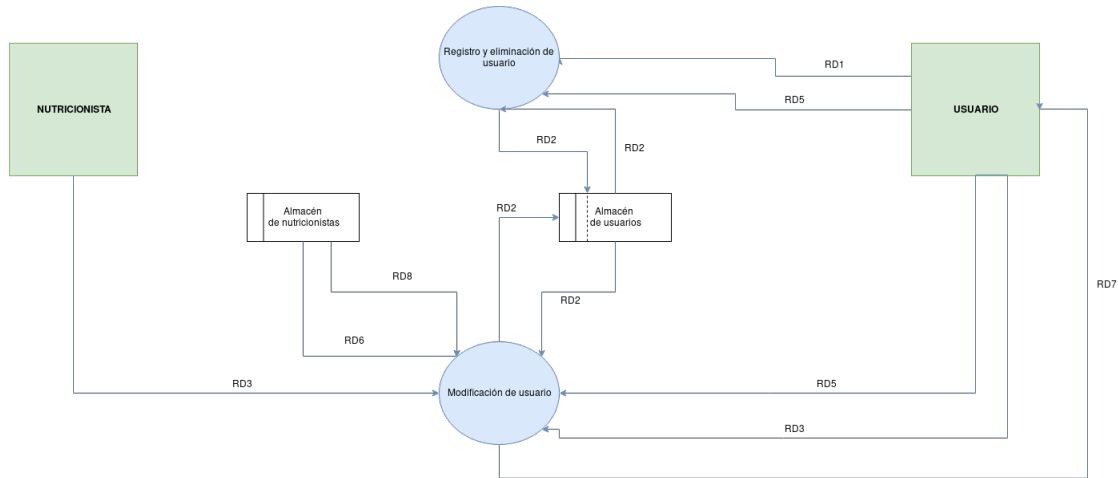 Registro y eliminación de
usuario
RD1
RD5
NUTRICIONISTA
USUARIO
RD2
RD2
Almacén
de nutricionistas
RD2
Almacén
de usuarios
RD8
RD7
RD2
RD6
RD3
Modificación de usuario
RD5
RD3